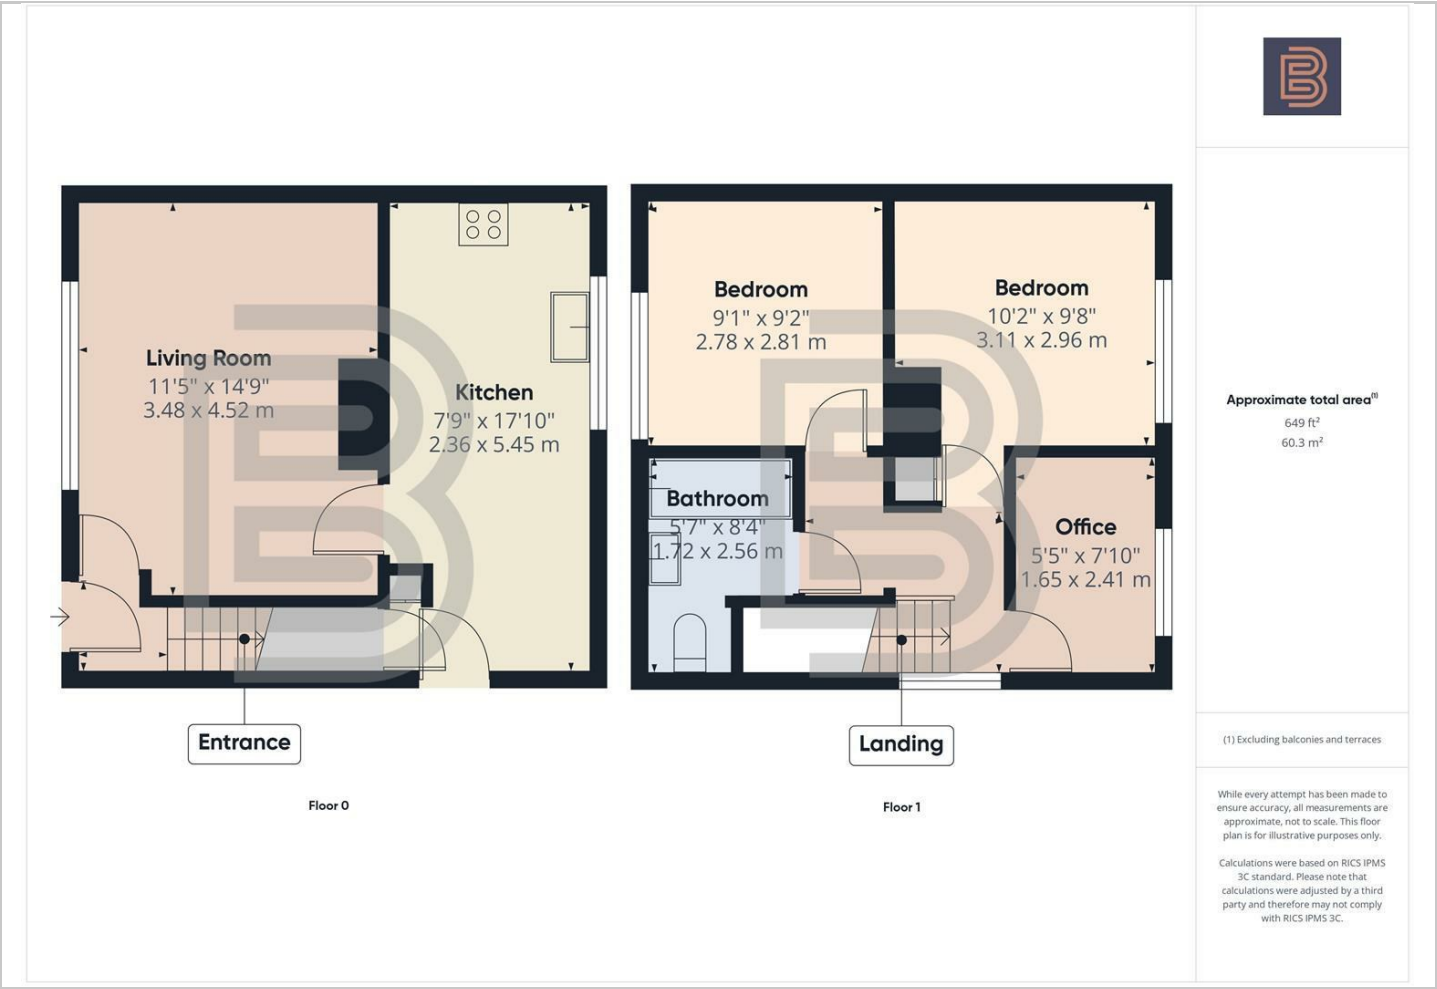 Living Room
11'5" x 14'9"
3.48 x 4.52 m
Kitchen
7'9" x 17'10"
2.36 x 5.45 m
Entrance
Floor 0
Bedroom
9'1" x 9'2"
2.78 x 2.81 m
Bedroom
10'2" x 9'8"
3.11 x 2.96 m
Bathroom
5'7" x 8'4"
1.72 x 2.56 m
Office
5'5" x 7'10"
1.65 x 2.41 m
Landing
Floor 1
Approximate total area(1)
649 ft²
60.3 m²
(1) Excluding balconies and terraces
While every attempt has been made to
ensure accuracy, all measurements are
approximate, not to scale. This floor
plan is for illustrative purposes only.
Calculations were based on RICS IPMS
3C standard. Please note that
calculations were adjusted by a third
party and therefore may not comply
with RICS IPMS 3C.